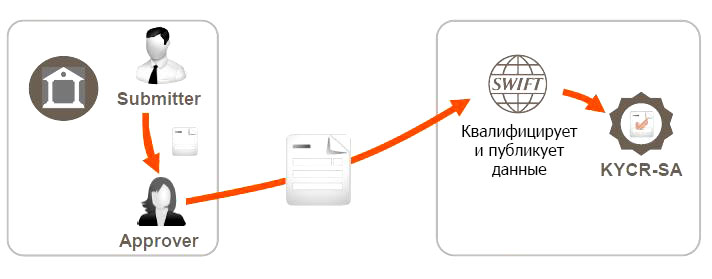 Submitter
Approver
SWIFT
Квалифицирует
и публикует
данные
KYCR-SA